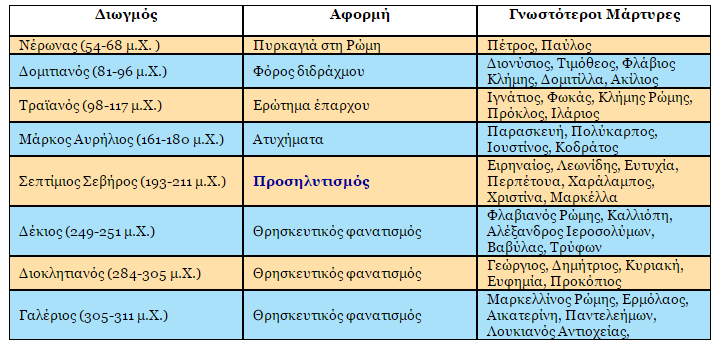 Διωγμός Αφορμή Γνωστότεροι Μάρτυρες
Νέρωνας (54-68 μ.Χ. ) Πυρκαγιά στη Ρώμη Πέτρος, Παύλος
Δομιτιανός (81-96 μ.Χ.) Φόρος διδράχμου Διονύσιος, Τιμόθεος, Φλάβιος
Κλήμης, Δομιτίλλα, Ακίλιος
Τραϊανός (98-117 μ.Χ.) Ερώτημα έπαρχου Ιγνάτιος, Φωκάς, Κλήμης Ρώμης,
Πρόκλος, Ιλάριος
Μάρκος Αυρήλιος (161-180 μ.Χ.) Ατυχήματα Παρασκευή, Πολύκαρπος,
Ιουστίνος, Κοδράτος
Σεπτίμιος Σεβήρος (193-211 μ.Χ.) Προσηλυτισμός Ειρηναίος, Λεωνίδης, Ευτυχία,
Περπέτουα, Χαράλαμπος,
Χριστίνα, Μαρκέλλα
Δέκιος (249-251 μ.Χ.) Θρησκευτικός φανατισμός Φλαβιανός Ρώμης, Καλλιόπη,
Αλέξανδρος Ιεροσολύμων,
Βαβύλας, Τρύφων
Διοκλητιανός (284-305 μ.Χ.) Θρησκευτικός φανατισμός Γεώργιος, Δημήτριος, Κυριακή,
Ευφημία, Προκόπιος
Γαλέριος (305-311 μ.Χ.) Θρησκευτικός φανατισμός Μαρκελλίνος Ρώμης, Ερμόλαος,
Αικατερίνη, Παντελεήμων,
Λουκιανός Αντιοχείας,